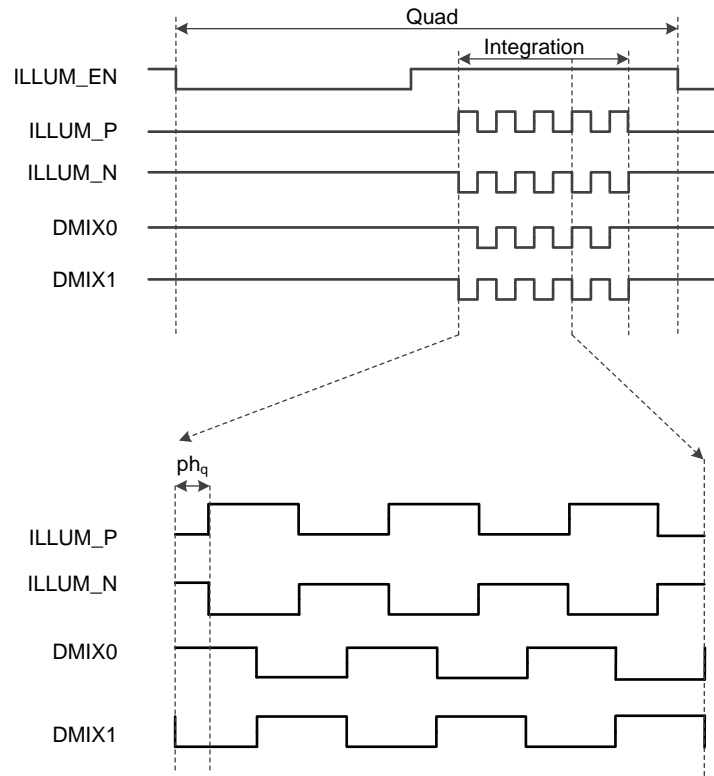 Quad
Integration
ILLUM_EN
ILLUM_P
ILLUM_N
DMIX0
DMIX1
phq
ILLUM_P
ILLUM_N
DMIX0
DMIX1